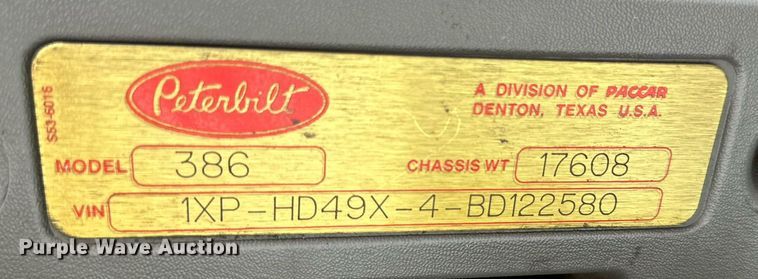 S53-6016
Peterbilt
A DIVISION OF PACCAR
DENTON, TEXAS U.S.A.
MODEL 386 CHASSIS WT 17608
VIN 1XP-HD49X-4-BD122580
Purple Wave Auction